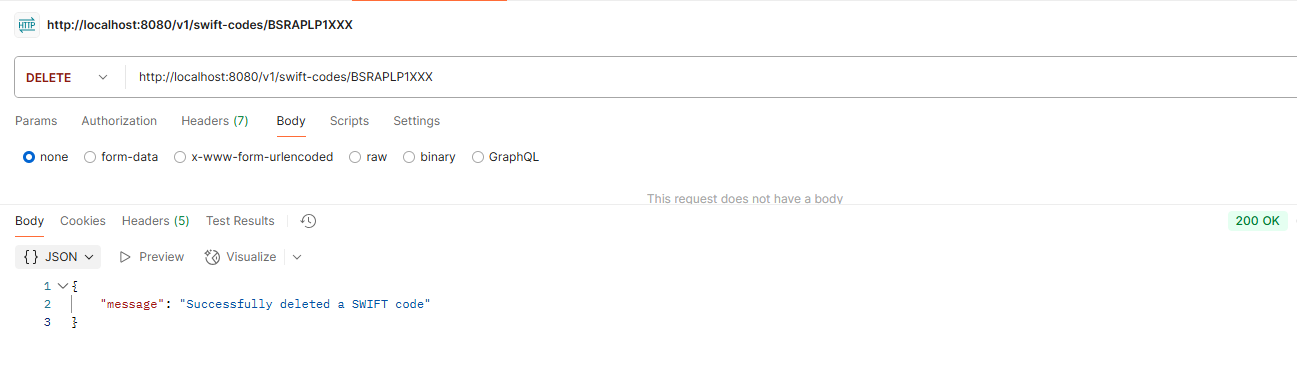 HTTP http://localhost:8080/v1/swift-codes/BSRAPLP1XXX
DELETE http://localhost:8080/v1/swift-codes/BSRAPLP1XXX
Params Authorization Headers (7) Body Scripts Settings
none form-data x-www-form-urlencoded raw binary GraphQL
This request does not have a body
Body Cookies Headers (5) Test Results 200 OK
{} JSON Preview Visualize
1 {
2 "message": "Successfully deleted a SWIFT code"
3 }